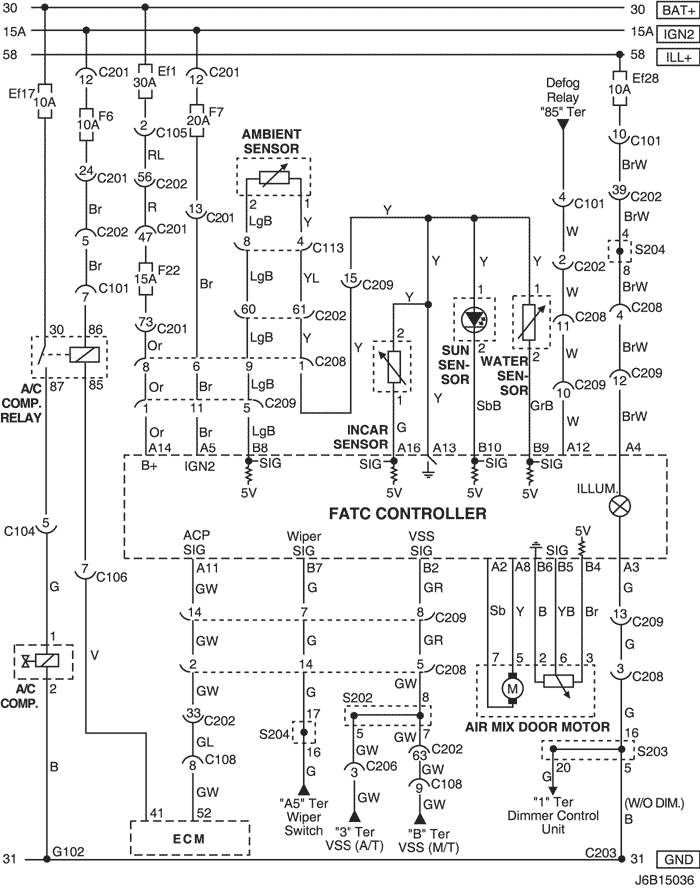 30 30 BAT+
15A 15A IGN2
58 58 ILL+
Ef17 10A
12 C201
F6 10A
24 C201
Br
5 C202
Br
C101
7
Ef1 30A
2 C105
RL
56 C202
R
C201
47
F22 15A
73 C201
Or
12 C201
F7 20A
13 C201
Br
AMBIENT
SENSOR
2 1
LgB Y
8 4 C113
LgB YL
60 61 C202
LgB Y
8 6 9 1 C208
Or Br LgB
1 11 5 C209
Or Br LgB
A14 A5 B8
B+ IGN2 SIG
5V
30 86
87 85
A/C
COMP.
RELAY
Y
15 C209
Y
Y
2
1
INCAR
SENSOR
G
Y
A16 A13
SIG
5V
Y
1
2
SUN
SEN-
SOR
SbB
B10
SIG
5V
Y
1
2
WATER
SEN-
SOR
GrB
B9
SIG
5V
Defog
Relay
"85" Ter
4 C101
W
2 C202
W
C208
11
W
C209
10
W
A12
Ef28
10A
10 C101
BrW
39 C202
BrW
4
S204
8
BrW
C208
4
BrW
C209
12
BrW
A4
ILLUM.
FATC CONTROLLER
ACP
SIG
Wiper
SIG
VSS
SIG
SIG
5V
A11 B7 B2 A2 A8 B6 B5 B4 A3
GW G GR Sb Y B YB Br G
14 7 8 C209
GW G GR
2 14 5 C208
GW G GW
33 C202
GL
C108
8
GW
41 52
ECM
17
S204
16
G
"A5" Ter
Wiper
Switch
S202
8
5 7
GW GW
C206
3
GW
"3" Ter
VSS (A/T)
C202
63
GW
C108
9
GW
"B" Ter
VSS (M/T)
7 5 2 6 3
M
AIR MIX DOOR MOTOR
13 C209
G
3 C208
G
16
S203
20 5
G
"1" Ter
Dimmer Control
Unit
(W/O DIM.)
B
5
C104
G
1
2
A/C
COMP.
B
7 C106
V
31 G102 C203 31 GND
J6B15036